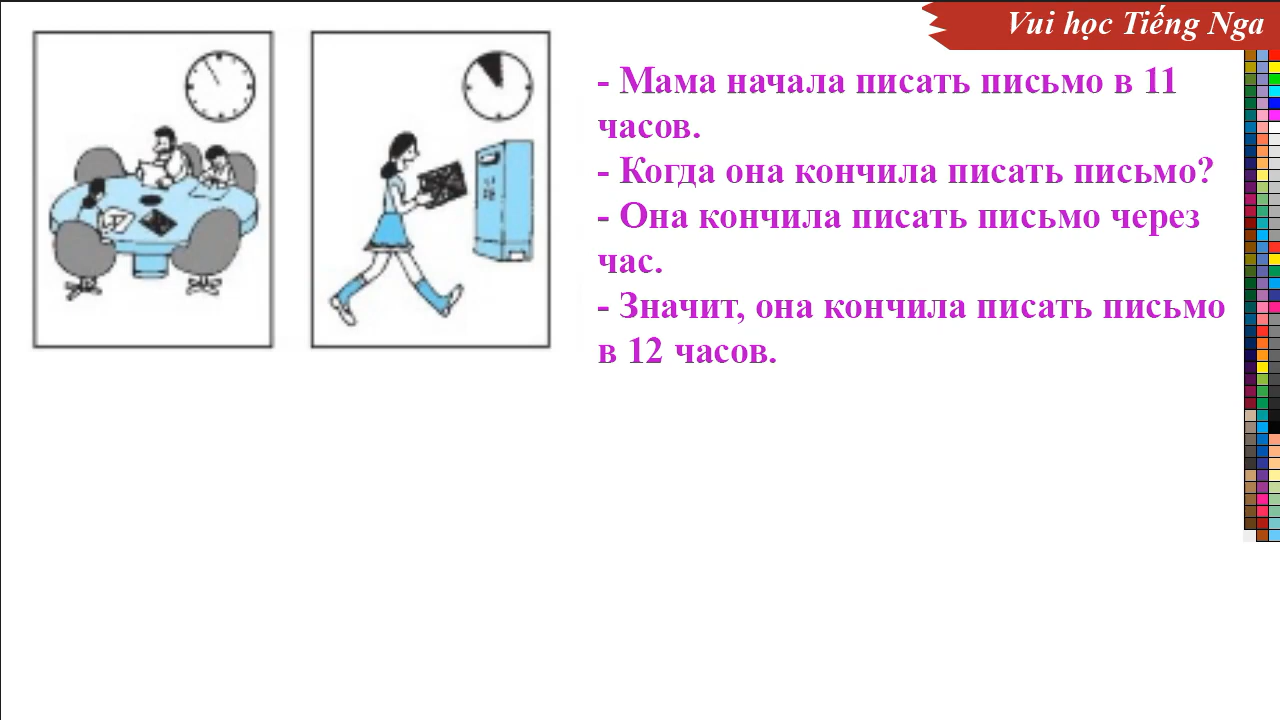 Vui học Tiếng Nga
- Мама начала писать письмо в 11
часов.
- Когда она кончила писать письмо?
- Она кончила писать письмо через
час.
- Значит, она кончила писать письмо
в 12 часов.